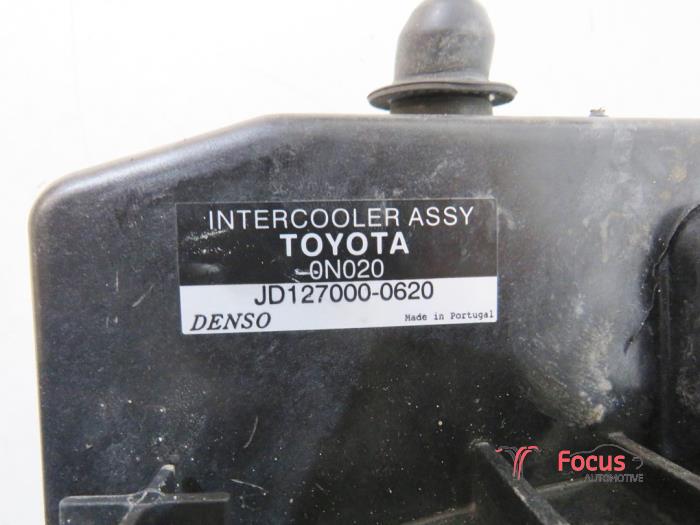 INTERCOOLER ASSY
TOYOTA
-0N020
JD127000-0620
DENSO Made in Portugal
Focus
AUTOMOTIVE